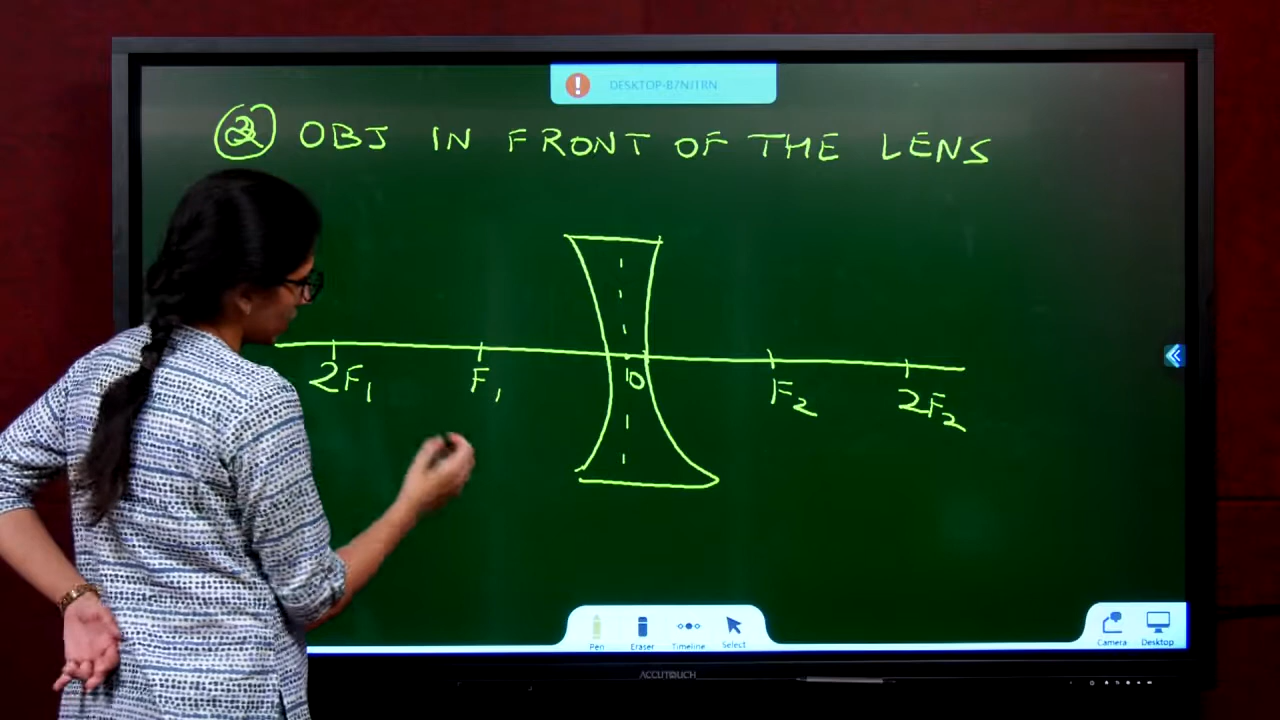 DESKTOP-B7NJ1RN
② OBJ IN FRONT OF THE LENS
2F₁ F₁ O F₂ 2F₂
Pen Eraser Timeline Select Camera Desktop
ACCUTOUCH